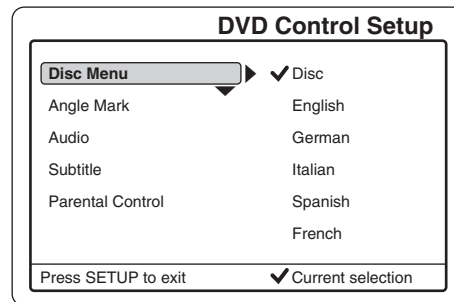 DVD Control Setup
Disc Menu ✔ Disc
Angle Mark English
Audio German
Subtitle Italian
Parental Control Spanish
French
Press SETUP to exit ✔ Current selection